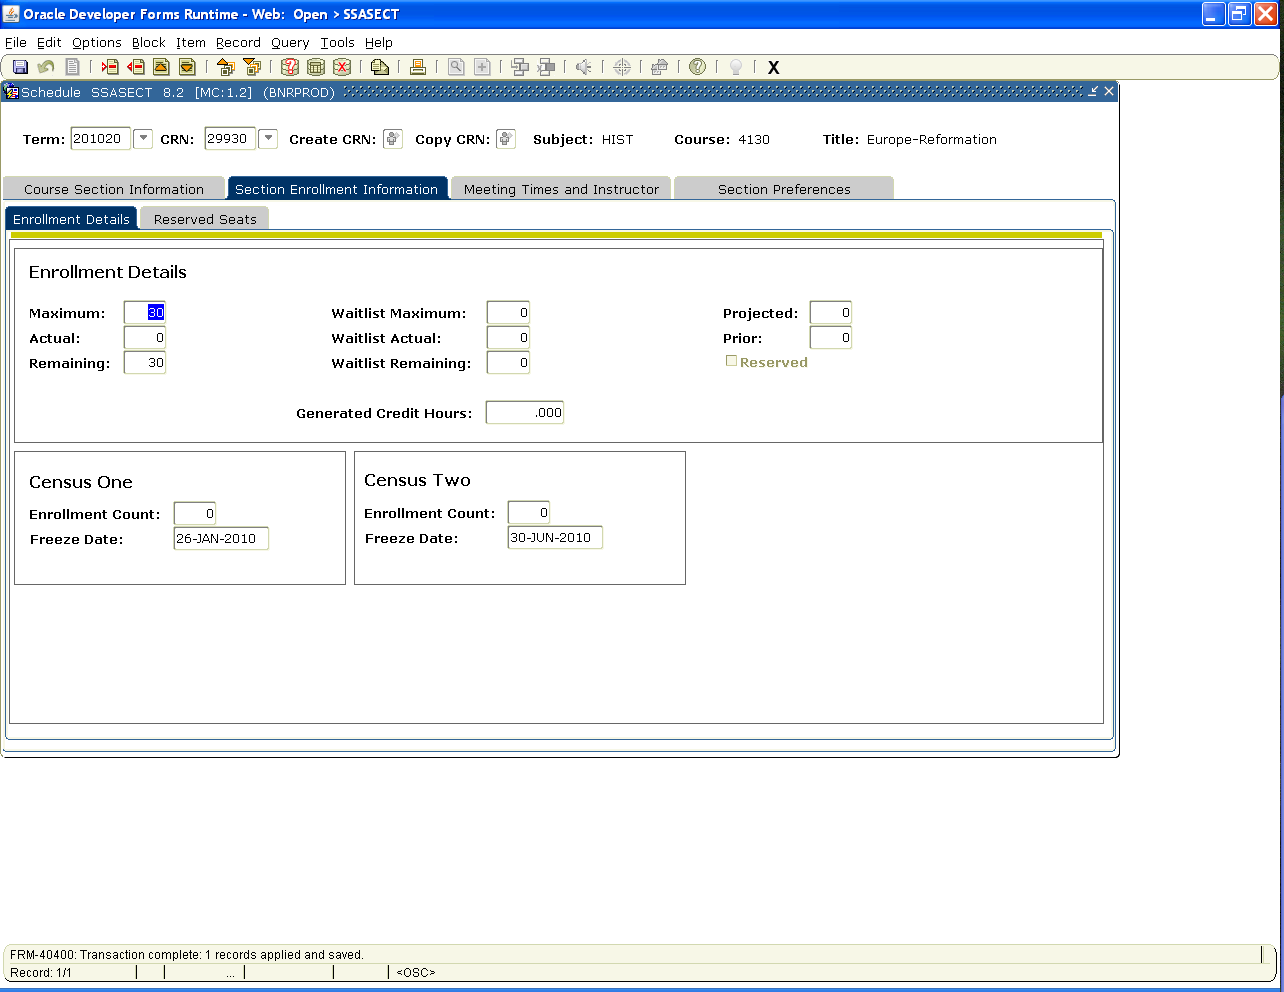 Oracle Developer Forms Runtime - Web: Open > SSASECT
File Edit Options Block Item Record Query Tools Help
X
Schedule SSASECT 8.2 [MC:1.2] (BNRPROD)
Term: 201020 CRN: 29930 Create CRN: Copy CRN: Subject: HIST Course: 4130 Title: Europe-Reformation
Course Section Information Section Enrollment Information Meeting Times and Instructor Section Preferences
Enrollment Details Reserved Seats
Enrollment Details
Maximum: 30 Waitlist Maximum: 0 Projected: 0
Actual: 0 Waitlist Actual: 0 Prior: 0
Remaining: 30 Waitlist Remaining: 0 Reserved
Generated Credit Hours: .000
Census One Census Two
Enrollment Count: 0 Enrollment Count: 0
Freeze Date: 26-JAN-2010 Freeze Date: 30-JUN-2010
FRM-40400: Transaction complete: 1 records applied and saved.
Record: 1/1 ... <OSC>